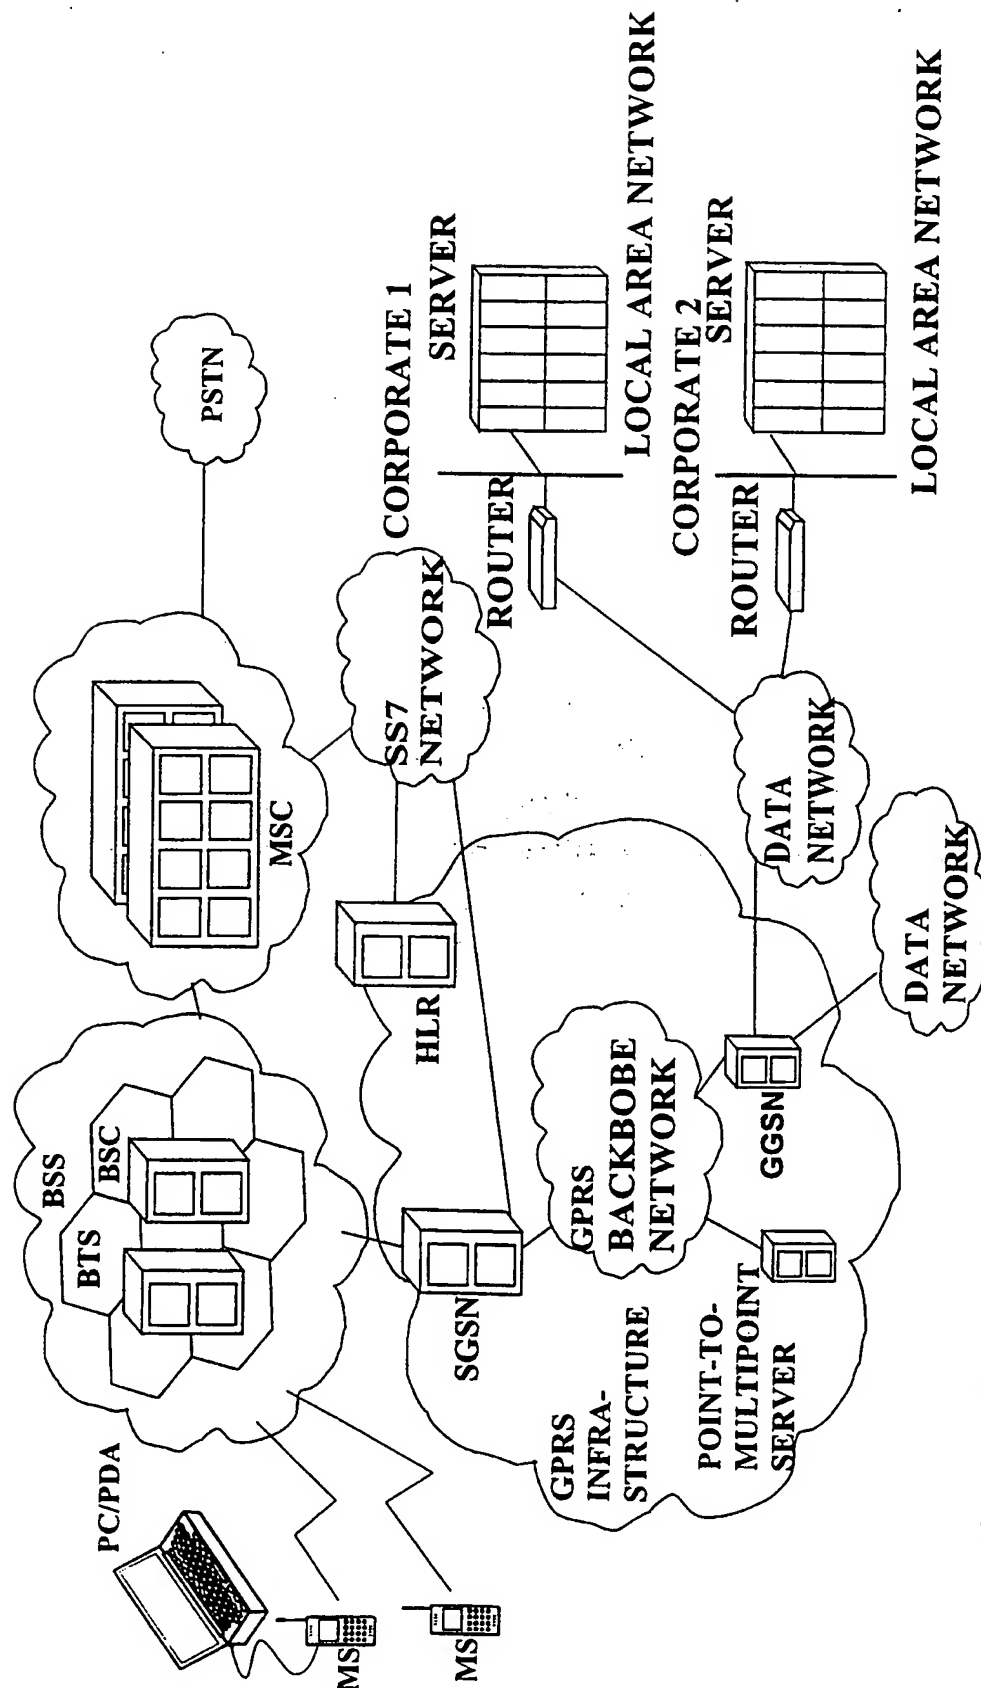 PC/PDA
MS
MS
BSS
BTS
BSC
MSC
PSTN
SGSN
HLR
SS7
NETWORK
GPRS
INFRA-
STRUCTURE
GPRS
BACKBOBE
NETWORK
POINT-TO-
MULTIPOINT
SERVER
GGSN
DATA
NETWORK
DATA
NETWORK
CORPORATE 1
SERVER
ROUTER
LOCAL AREA NETWORK
CORPORATE 2
SERVER
ROUTER
LOCAL AREA NETWORK